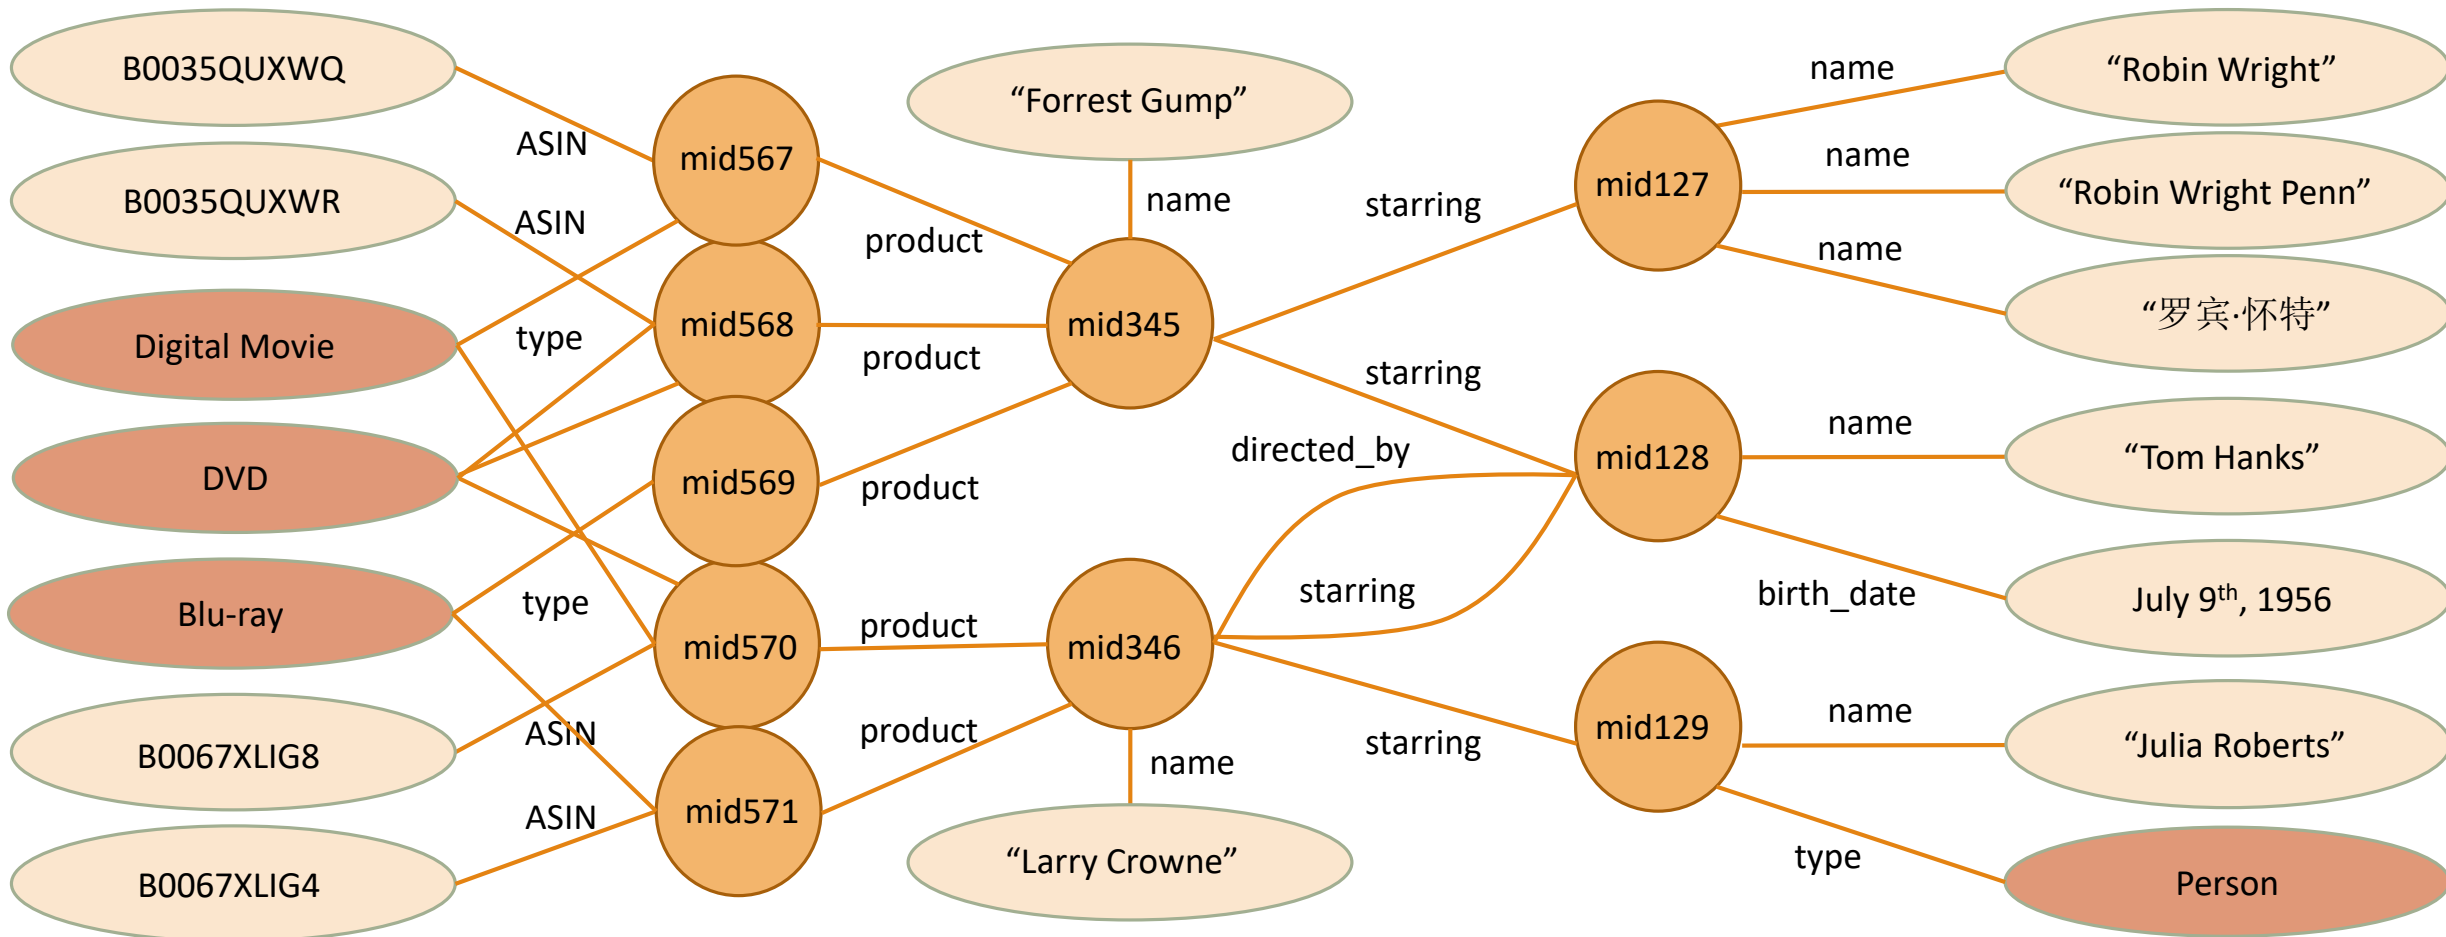 B0035QUXWQ
B0035QUXWR
Digital Movie
DVD
Blu-ray
B0067XLIG8
B0067XLIG4
ASIN
ASIN
type
type
ASIN
ASIN
mid567
mid568
mid569
mid570
mid571
product
product
product
product
product
“Forrest Gump”
name
mid345
mid346
name
“Larry Crowne”
starring
starring
directed_by
starring
starring
mid127
mid128
mid129
name
name
name
name
birth_date
name
type
“Robin Wright”
“Robin Wright Penn”
“罗宾·怀特”
“Tom Hanks”
July 9th, 1956
“Julia Roberts”
Person